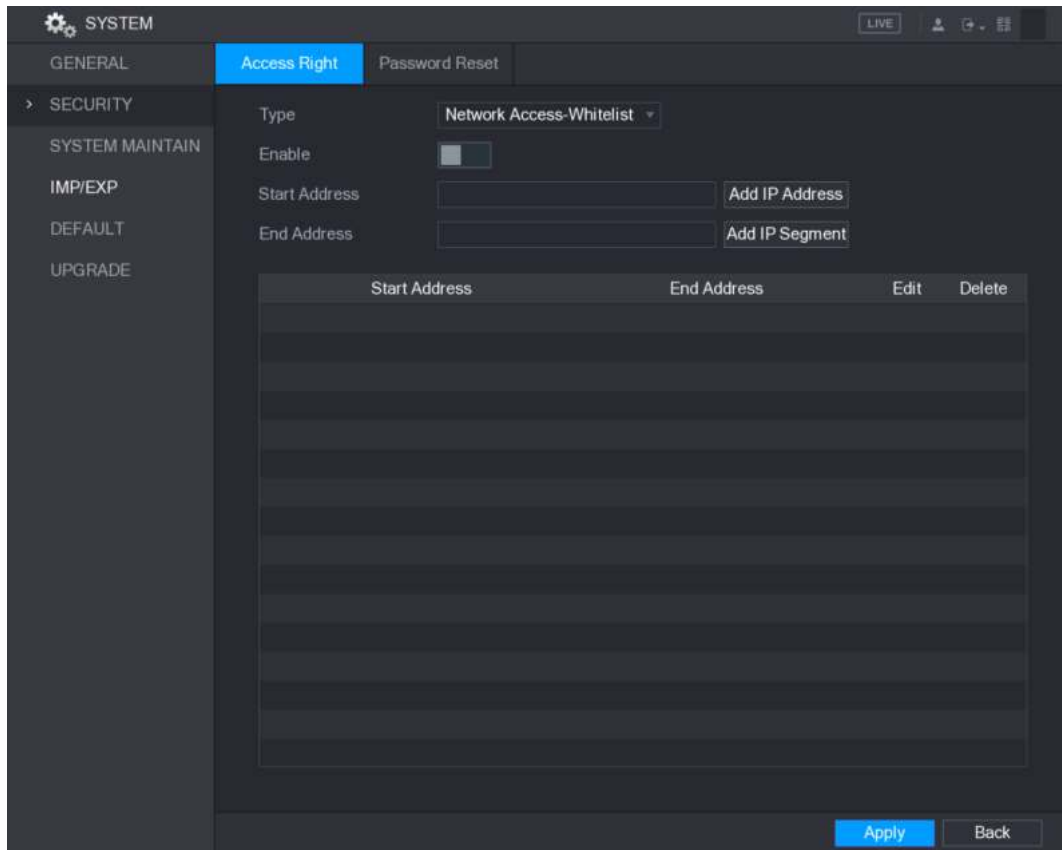 SYSTEM
LIVE
GENERAL
Access Right
Password Reset
SECURITY
Type
Network Access-Whitelist
SYSTEM MAINTAIN
Enable
IMP/EXP
Start Address
Add IP Address
DEFAULT
End Address
Add IP Segment
UPGRADE
Start Address
End Address
Edit
Delete
Apply
Back